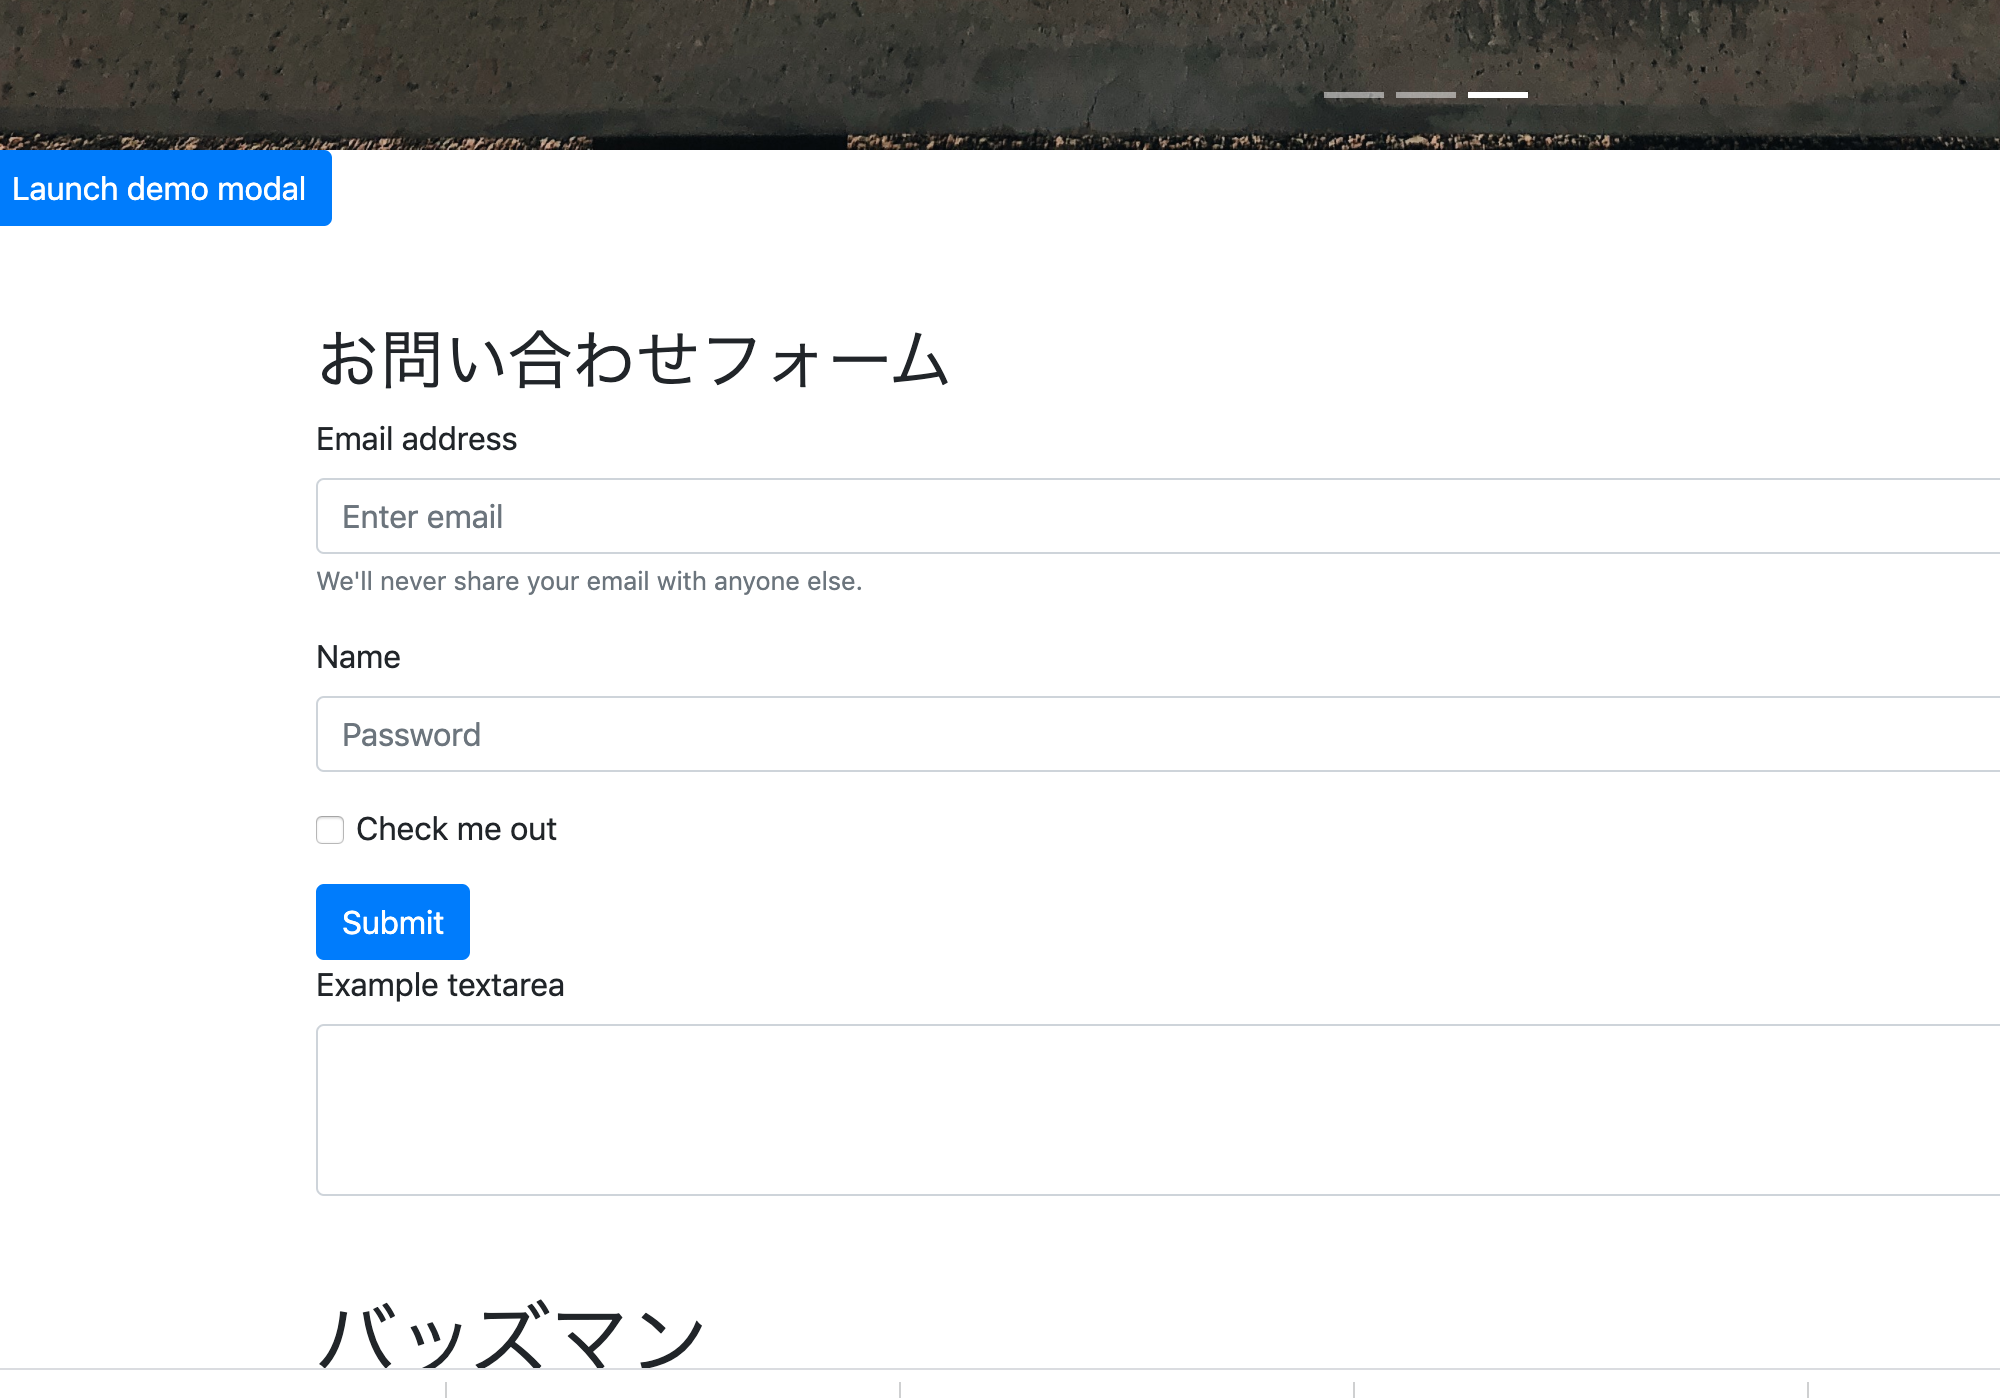 Launch demo modal
お問い合わせフォーム
Email address
Enter email
We'll never share your email with anyone else.
Name
Password
Check me out
Submit
Example textarea
バッズマン